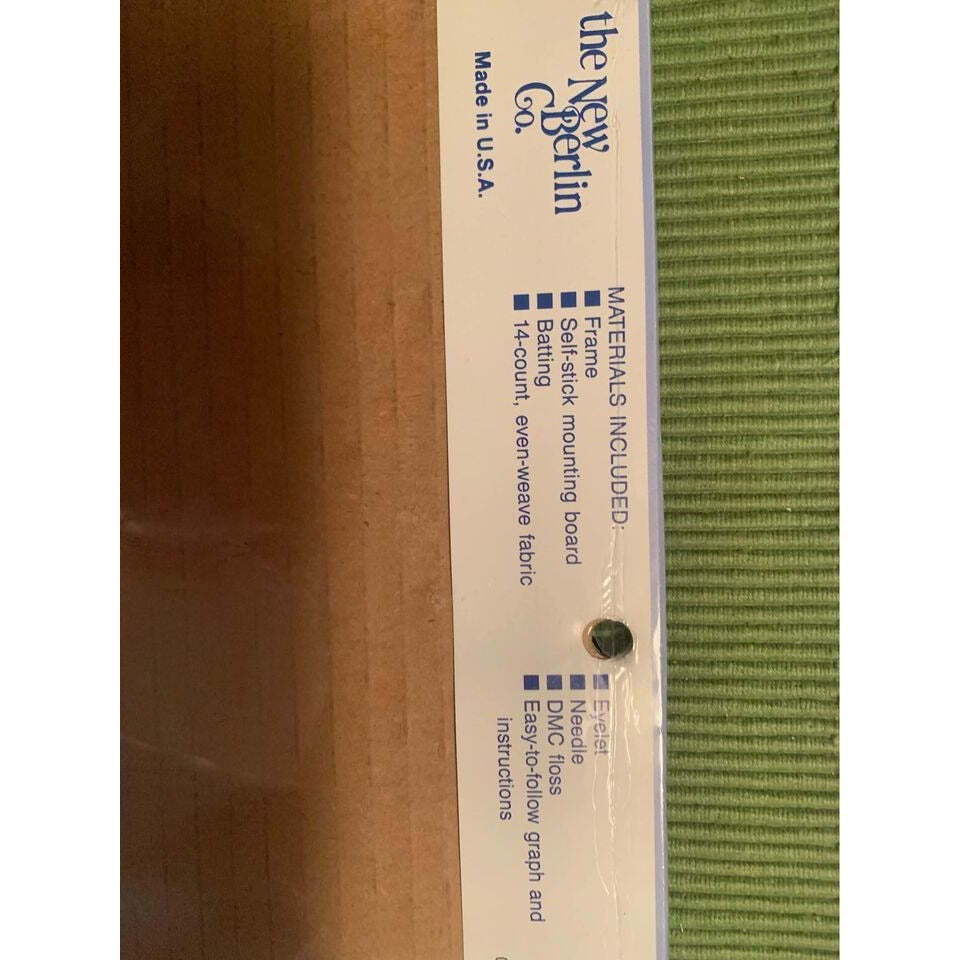 the New
Berlin
Co.
Made in U.S.A.
MATERIALS INCLUDED:
■ Frame
■ Self-stick mounting board
■ Batting
■ 14-count, even-weave fabric
■ Eyelet
■ Needle
■ DMC floss
■ Easy-to-follow graph and
instructions